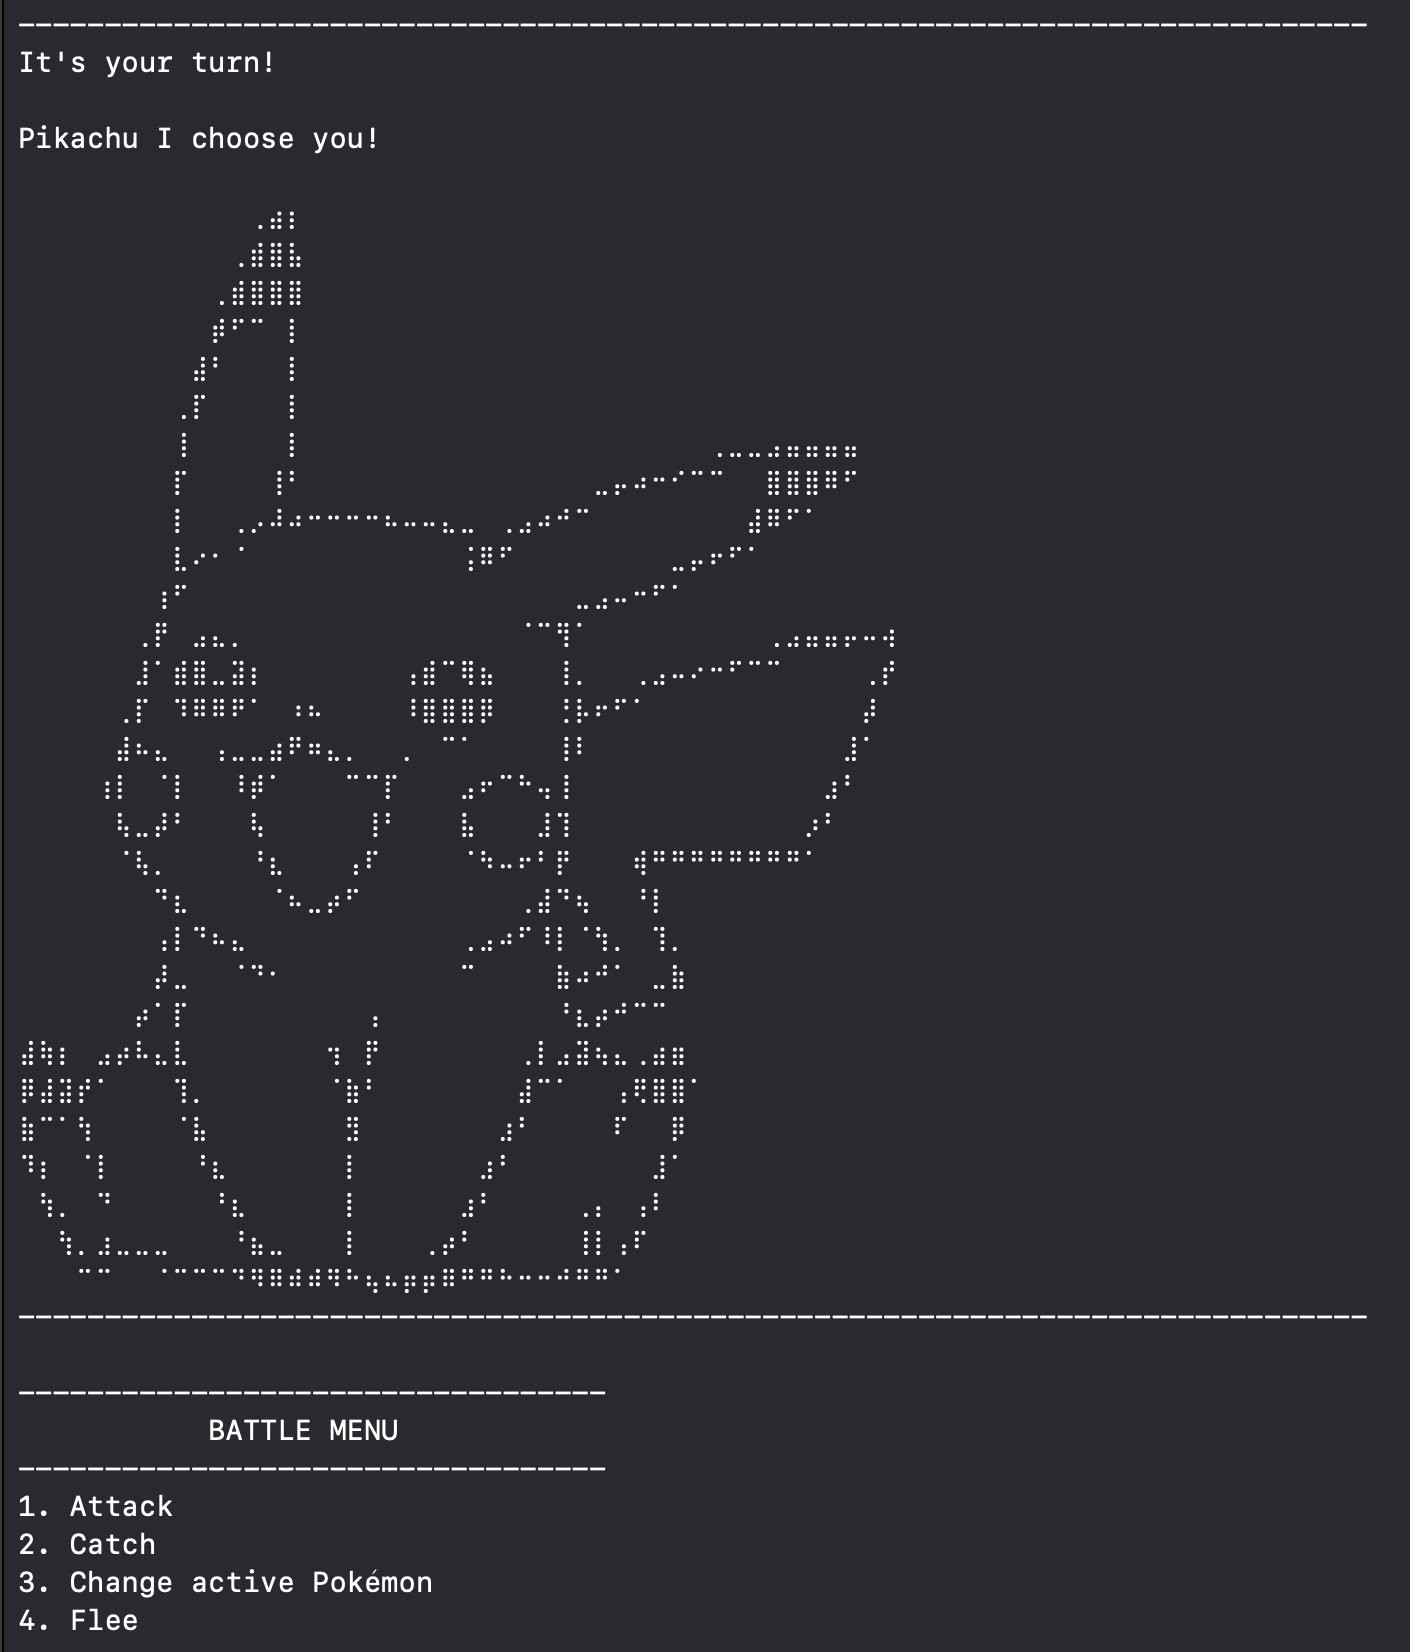 It's your turn!
Pikachu I choose you!
BATTLE MENU
1. Attack
2. Catch
3. Change active Pokémon
4. Flee